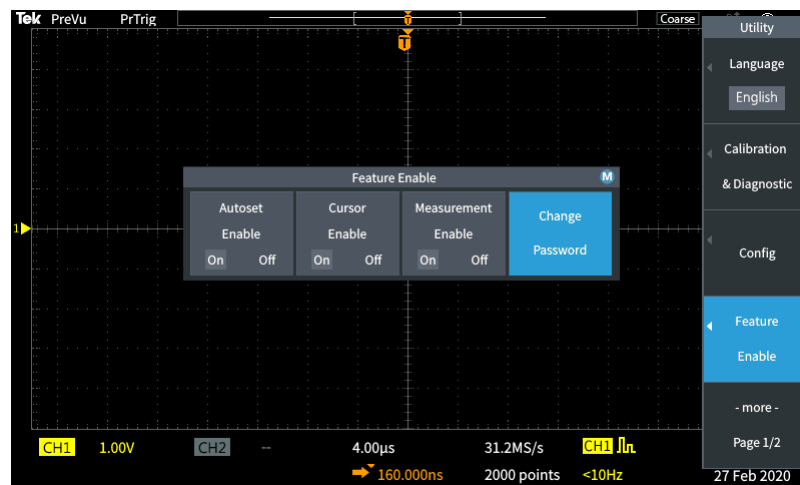 Tek PreVu PrTrig [ T ] Coarse
Utility
T
Language
English
Calibration
& Diagnostic
Feature Enable M
Autoset Cursor Measurement Change
Enable Enable Enable Password
On Off On Off On Off
1
Config
Feature
Enable
- more -
Page 1/2
CH1 1.00V CH2 -- 4.00µs 31.2MS/s CH1
160.000ns 2000 points <10Hz 27 Feb 2020